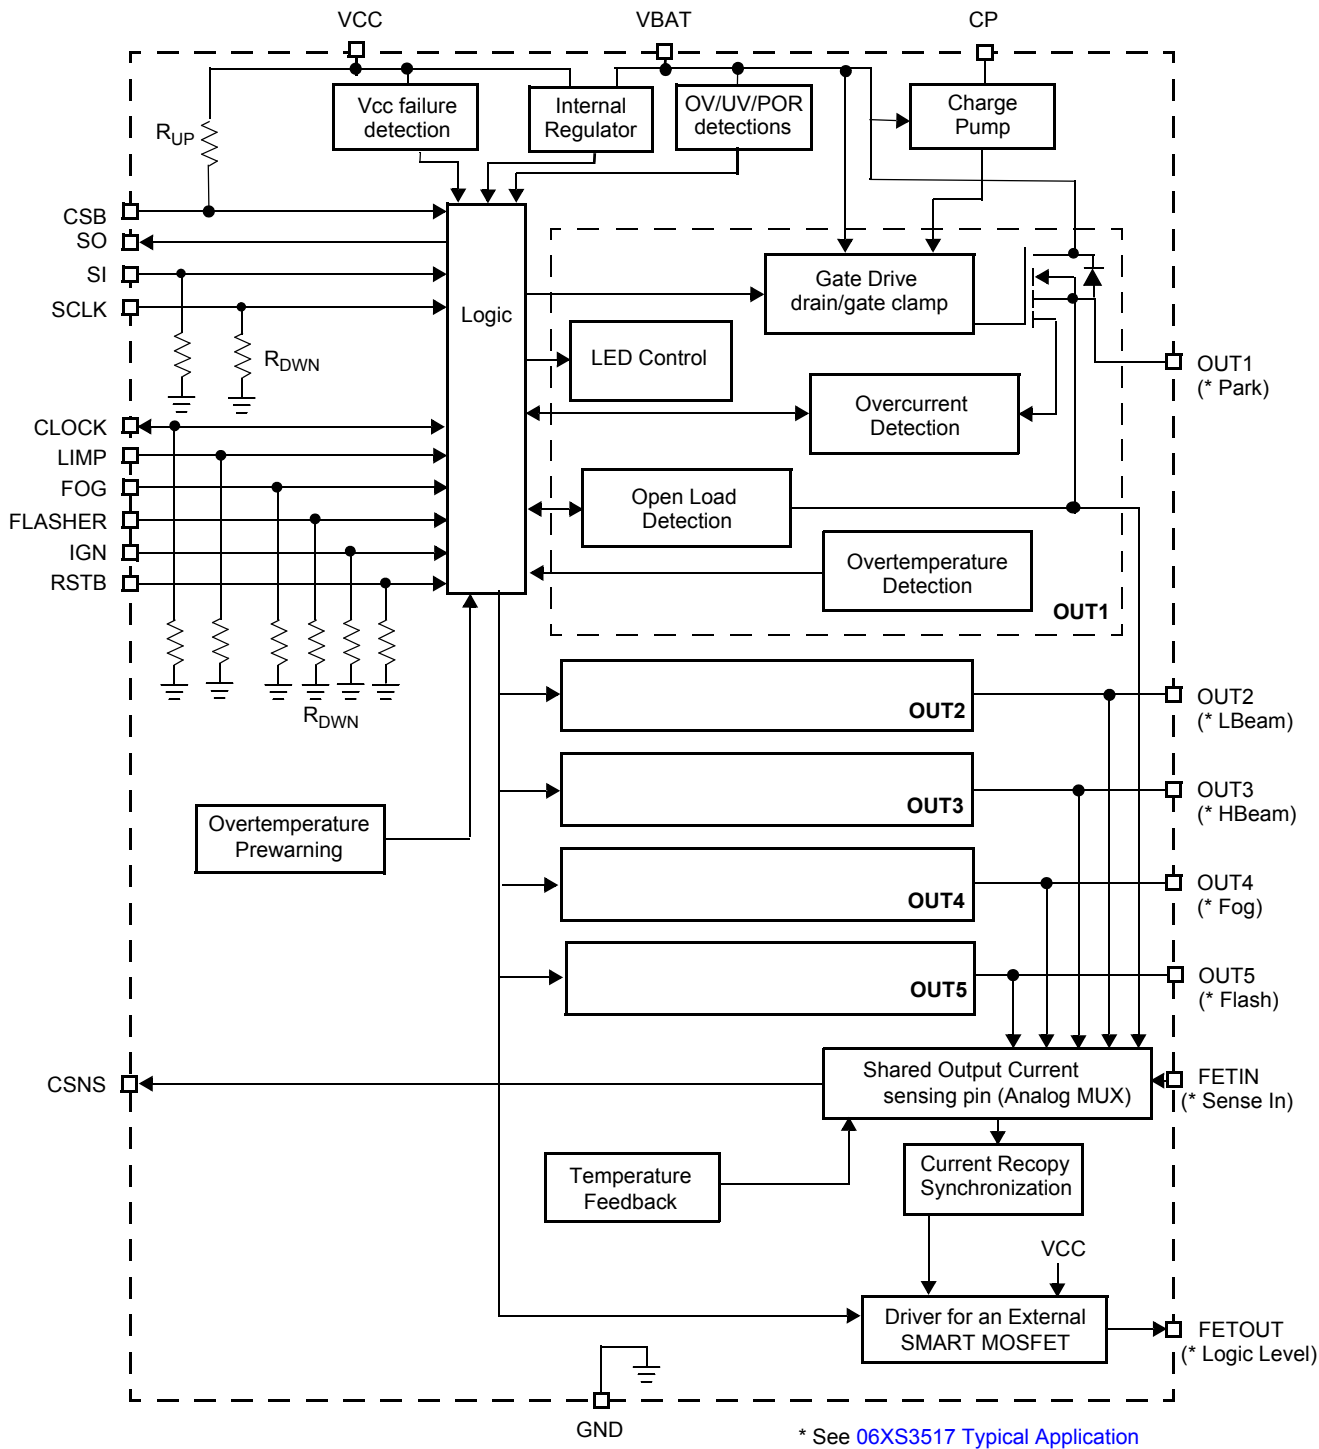 VCC
VBAT
CP
RUP
Vcc failure
detection
Internal
Regulator
OV/UV/POR
detections
Charge
Pump
CSB
SO
SI
SCLK
RDWN
CLOCK
LIMP
FOG
FLASHER
IGN
RSTB
RDWN
Logic
Gate Drive
drain/gate clamp
LED Control
Overcurrent
Detection
Open Load
Detection
Overtemperature
Detection
OUT1
OUT1
(* Park)
OUT2
OUT2
(* LBeam)
OUT3
OUT3
(* HBeam)
Overtemperature
Prewarning
OUT4
OUT4
(* Fog)
OUT5
OUT5
(* Flash)
CSNS
Shared Output Current
sensing pin (Analog MUX)
FETIN
(* Sense In)
Temperature
Feedback
Current Recopy
Synchronization
VCC
Driver for an External
SMART MOSFET
FETOUT
(* Logic Level)
GND
* See 06XS3517 Typical Application